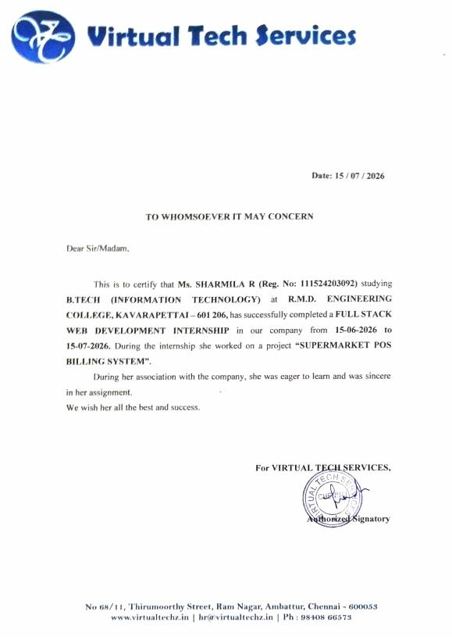 Virtual Tech Services
Date: 15 / 07 / 2026
TO WHOMSOEVER IT MAY CONCERN
Dear Sir/Madam,
This is to certify that Ms. SHARMILA R (Reg. No: 111524203092) studying
B.TECH (INFORMATION TECHNOLOGY) at R.M.D. ENGINEERING
COLLEGE, KAVARAPETTAI – 601 206, has successfully completed a FULL STACK
WEB DEVELOPMENT INTERNSHIP in our company from 15-06-2026 to
15-07-2026. During the internship she worked on a project “SUPERMARKET POS
BILLING SYSTEM”.
During her association with the company, she was eager to learn and was sincere
in her assignment.
We wish her all the best and success.
For VIRTUAL TECH SERVICES,
VIRTUAL TECH
Authorized Signatory
No 68/11, Thirumoorthy Street, Ram Nagar, Ambattur, Chennai - 600053
www.virtualtechz.in | hr@virtualtechz.in | Ph : 98408 66573